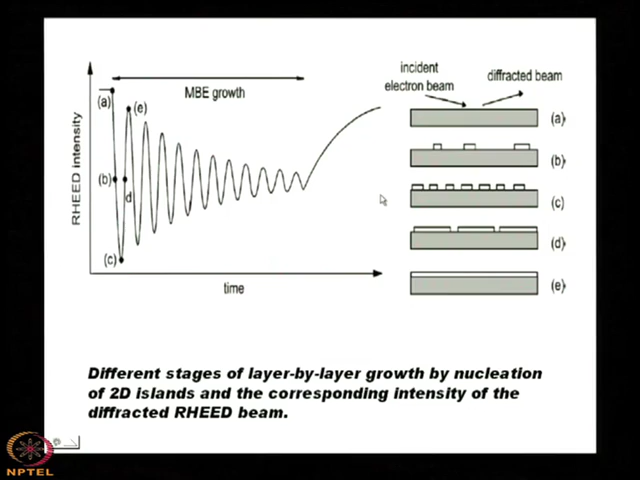 MBE growth
RHEED intensity
time
(a)
(e)
(b)
d
(c)
incident
electron beam
diffracted beam
(a)
(b)
(c)
(d)
(e)
Different stages of layer-by-layer growth by nucleation
of 2D islands and the corresponding intensity of the
diffracted RHEED beam.
NPTEL